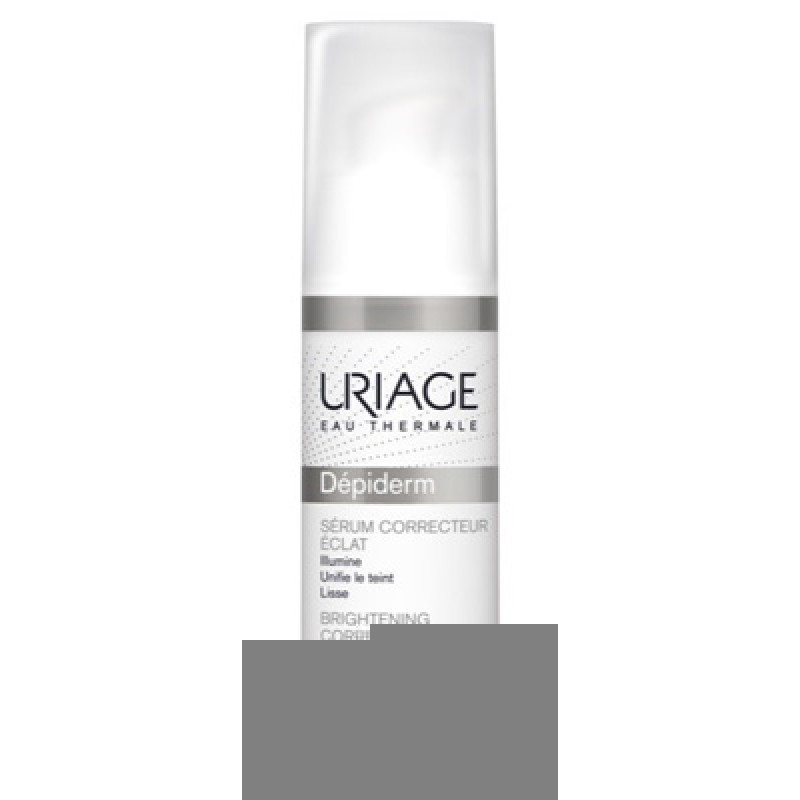 URIAGE
EAU THERMALE
Dépiderm
SÉRUM CORRECTEUR
ÉCLAT
Illumine
Unifie le teint
Lisse
BRIGHTENING